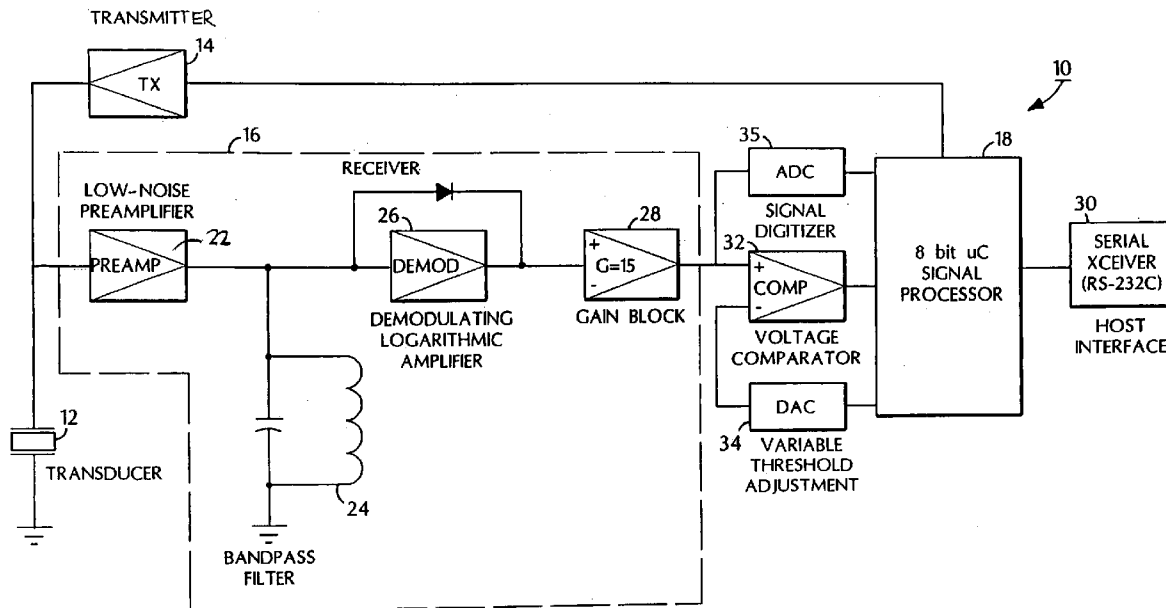 TRANSMITTER
14
TX
10
16
RECEIVER
35
ADC
SIGNAL
DIGITIZER
18
LOW-NOISE
PREAMPLIFIER
22
PREAMP
26
DEMOD
DEMODULATING
LOGARITHMIC
AMPLIFIER
28
+
G=15
-
GAIN BLOCK
32
+
COMP
-
VOLTAGE
COMPARATOR
8 bit uC
SIGNAL
PROCESSOR
30
SERIAL
XCEIVER
(RS-232C)
HOST
INTERFACE
DAC
34
VARIABLE
THRESHOLD
ADJUSTMENT
12
TRANSDUCER
24
BANDPASS
FILTER